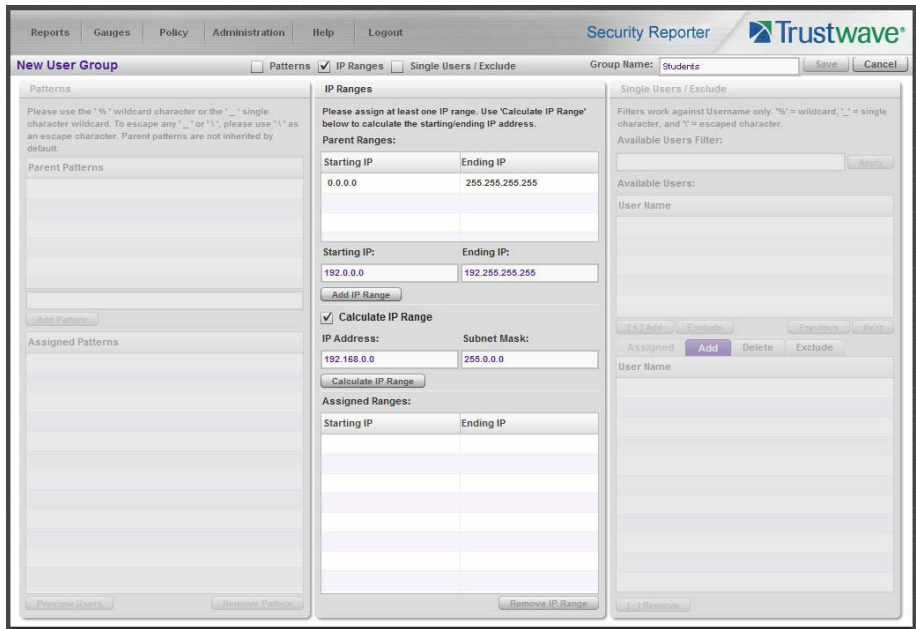 Reports Gauges Policy Administration Help Logout
Security Reporter
Trustwave®
New User Group
Patterns IP Ranges Single Users / Exclude
Group Name: Students
Save Cancel
Patterns
Please use the ' % ' wildcard character or the ' _ ' single
character wildcard. To escape any ' _ ' or ' \ ', please use ' \ ' as
an escape character. Parent patterns are not inherited by
default.
Parent Patterns
Add Pattern
Assigned Patterns
Preview Users Remove Pattern
IP Ranges
Please assign at least one IP range. Use 'Calculate IP Range'
below to calculate the starting/ending IP address.
Parent Ranges:
Starting IP Ending IP
0.0.0.0 255.255.255.255
Starting IP: Ending IP:
192.0.0.0 192.255.255.255
Add IP Range
Calculate IP Range
IP Address: Subnet Mask:
192.168.0.0 255.0.0.0
Calculate IP Range
Assigned Ranges:
Starting IP Ending IP
Remove IP Range
Single Users / Exclude
Filters work against Username only. '%' = wildcard, '_' = single
character, and '\' = escaped character.
Available Users Filter:
Apply
Available Users:
User Name
[+] Add Exclude Previous Next
Assigned Add Delete Exclude
User Name
[-] Remove